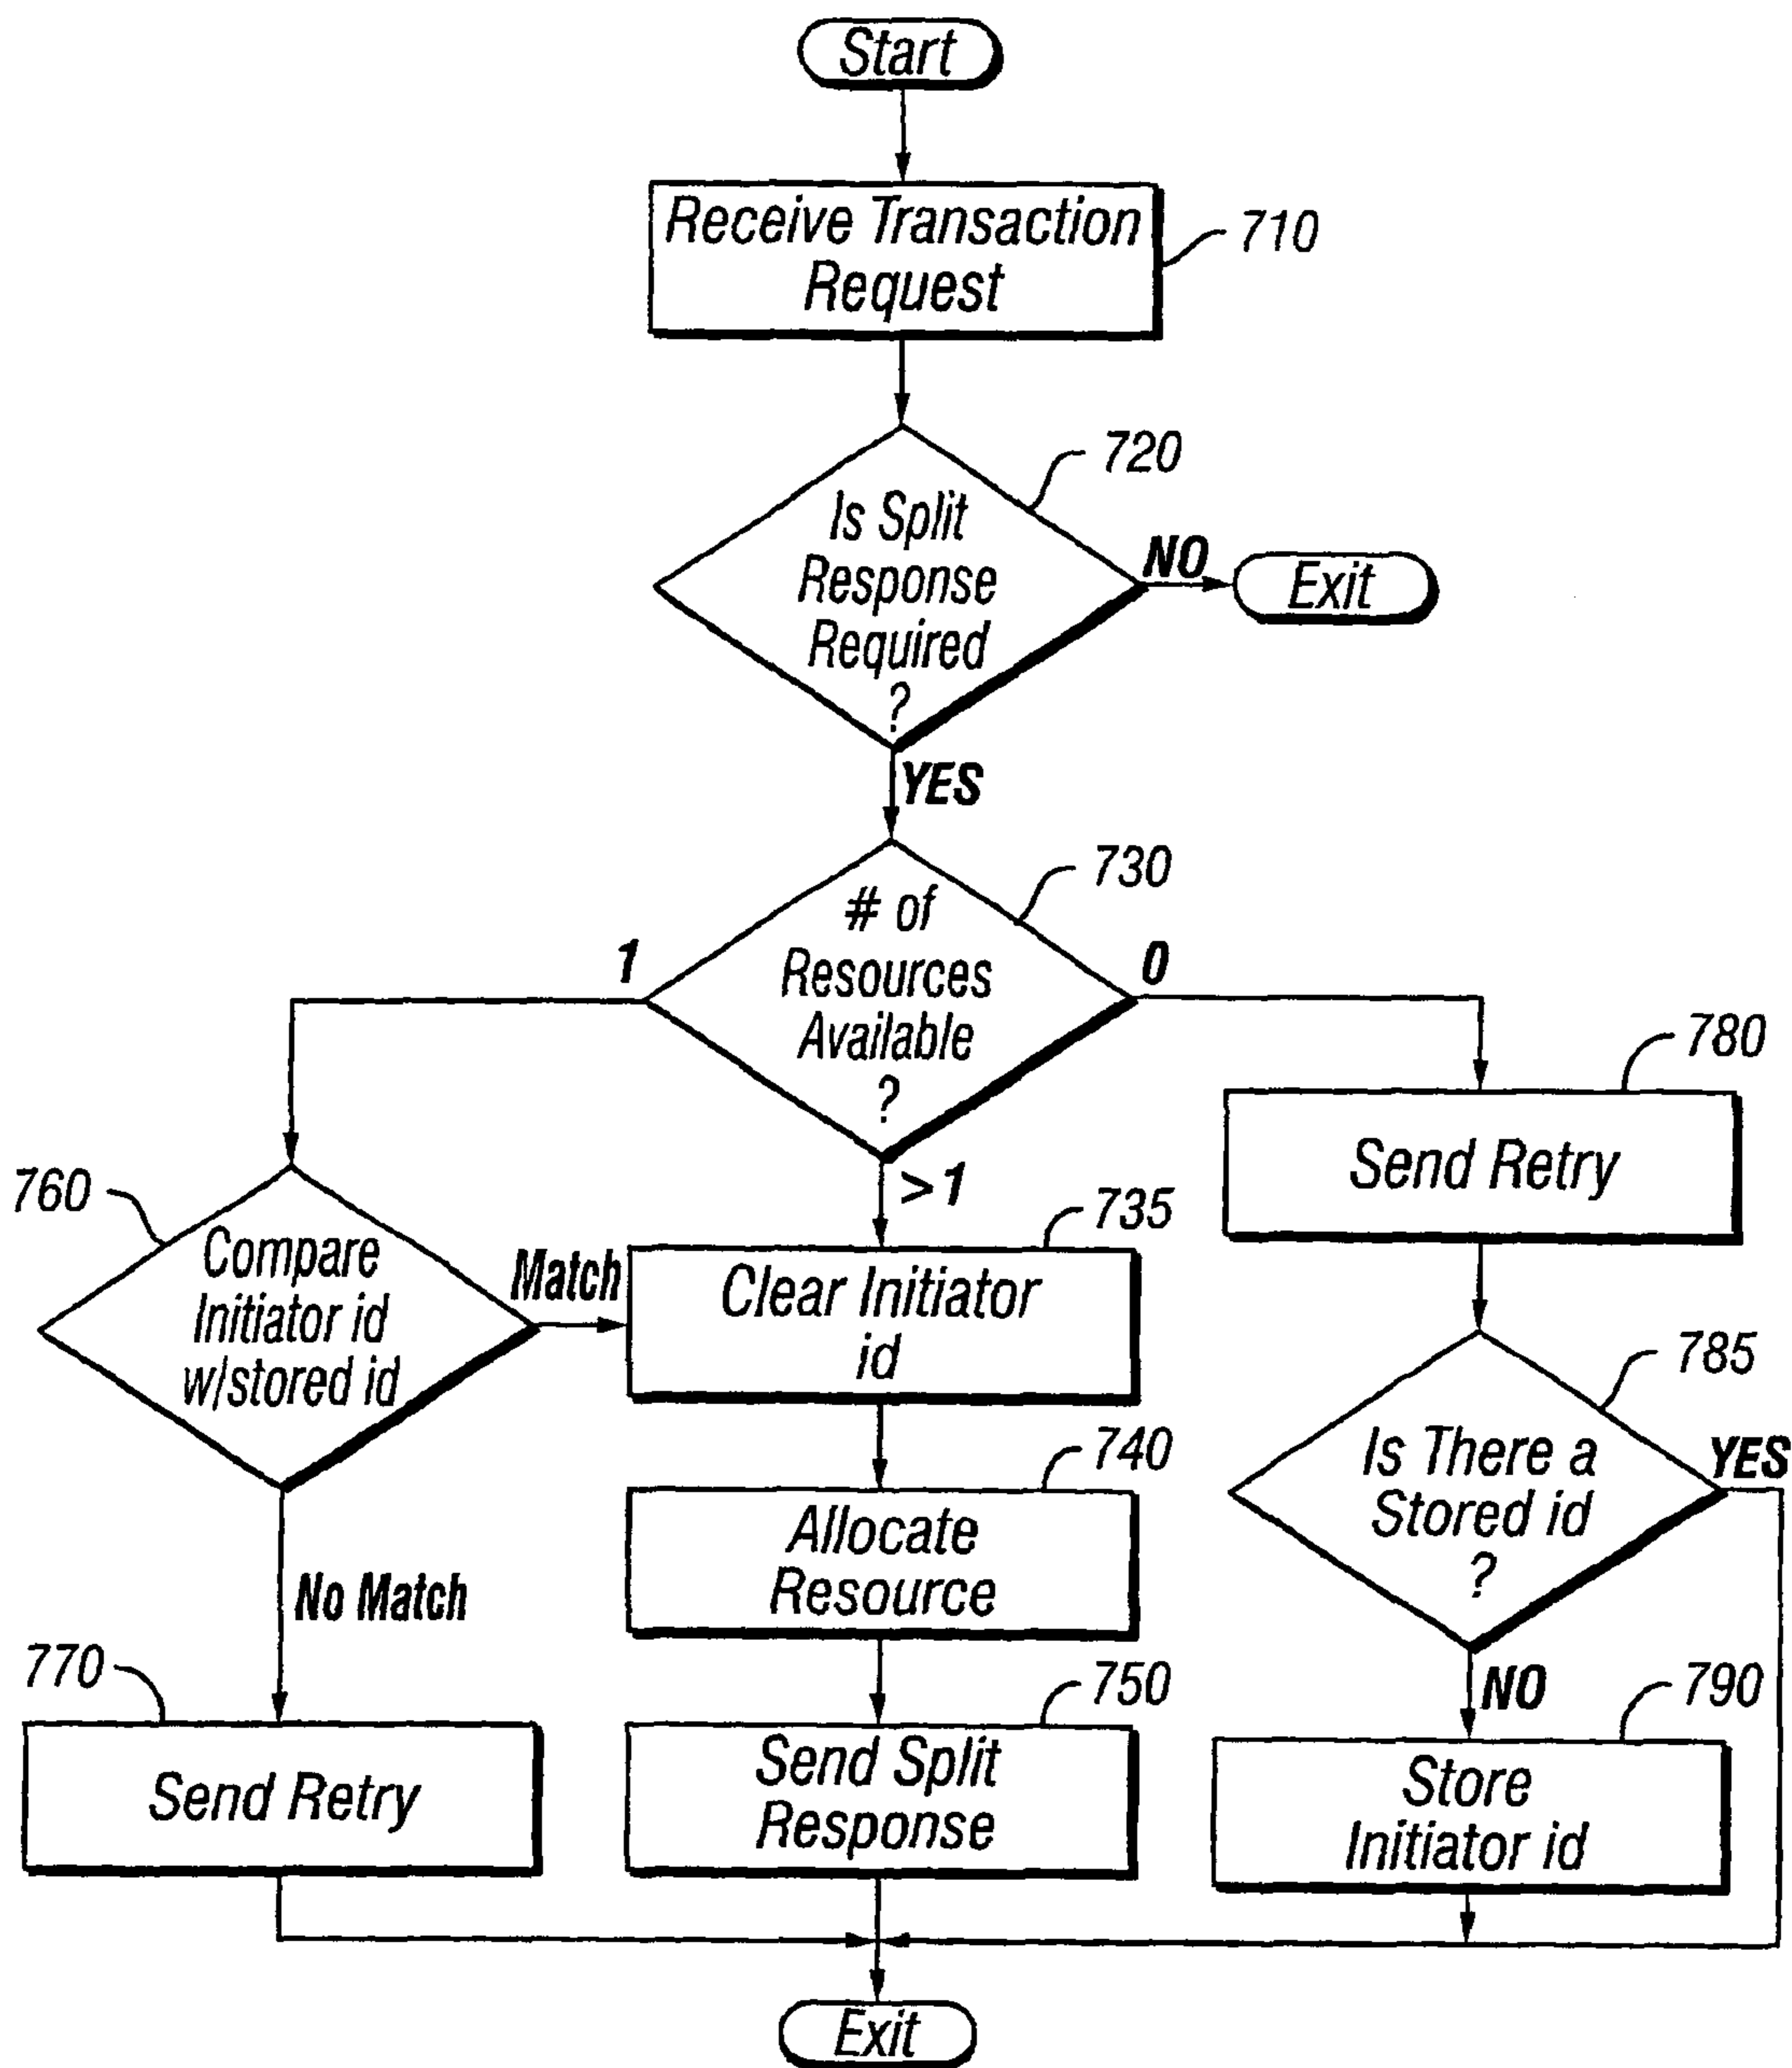 Start
Receive Transaction
Request
710
720
Is Split
Response
Required
?
NO
Exit
YES
730
# of
Resources
Available
?
1
0
>1
780
Send Retry
760
Compare
Initiator id
w/stored id
Match
735
Clear Initiator
id
785
Is There a
Stored id
?
YES
740
Allocate
Resource
No Match
770
Send Retry
750
Send Split
Response
NO
790
Store
Initiator id
Exit